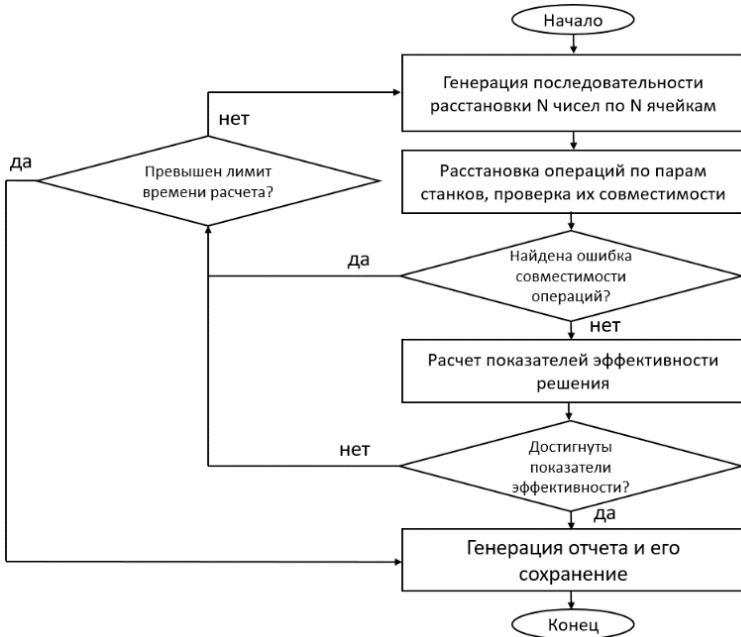 Начало
Генерация последовательности
расстановки N чисел по N ячейкам
нет
да
Превышен лимит
времени расчета?
Расстановка операций по парам
станков, проверка их совместимости
да
Найдена ошибка
совместимости
операций?
нет
Расчет показателей эффективности
решения
нет
Достигнуты
показатели
эффективности?
да
Генерация отчета и его
сохранение
Конец